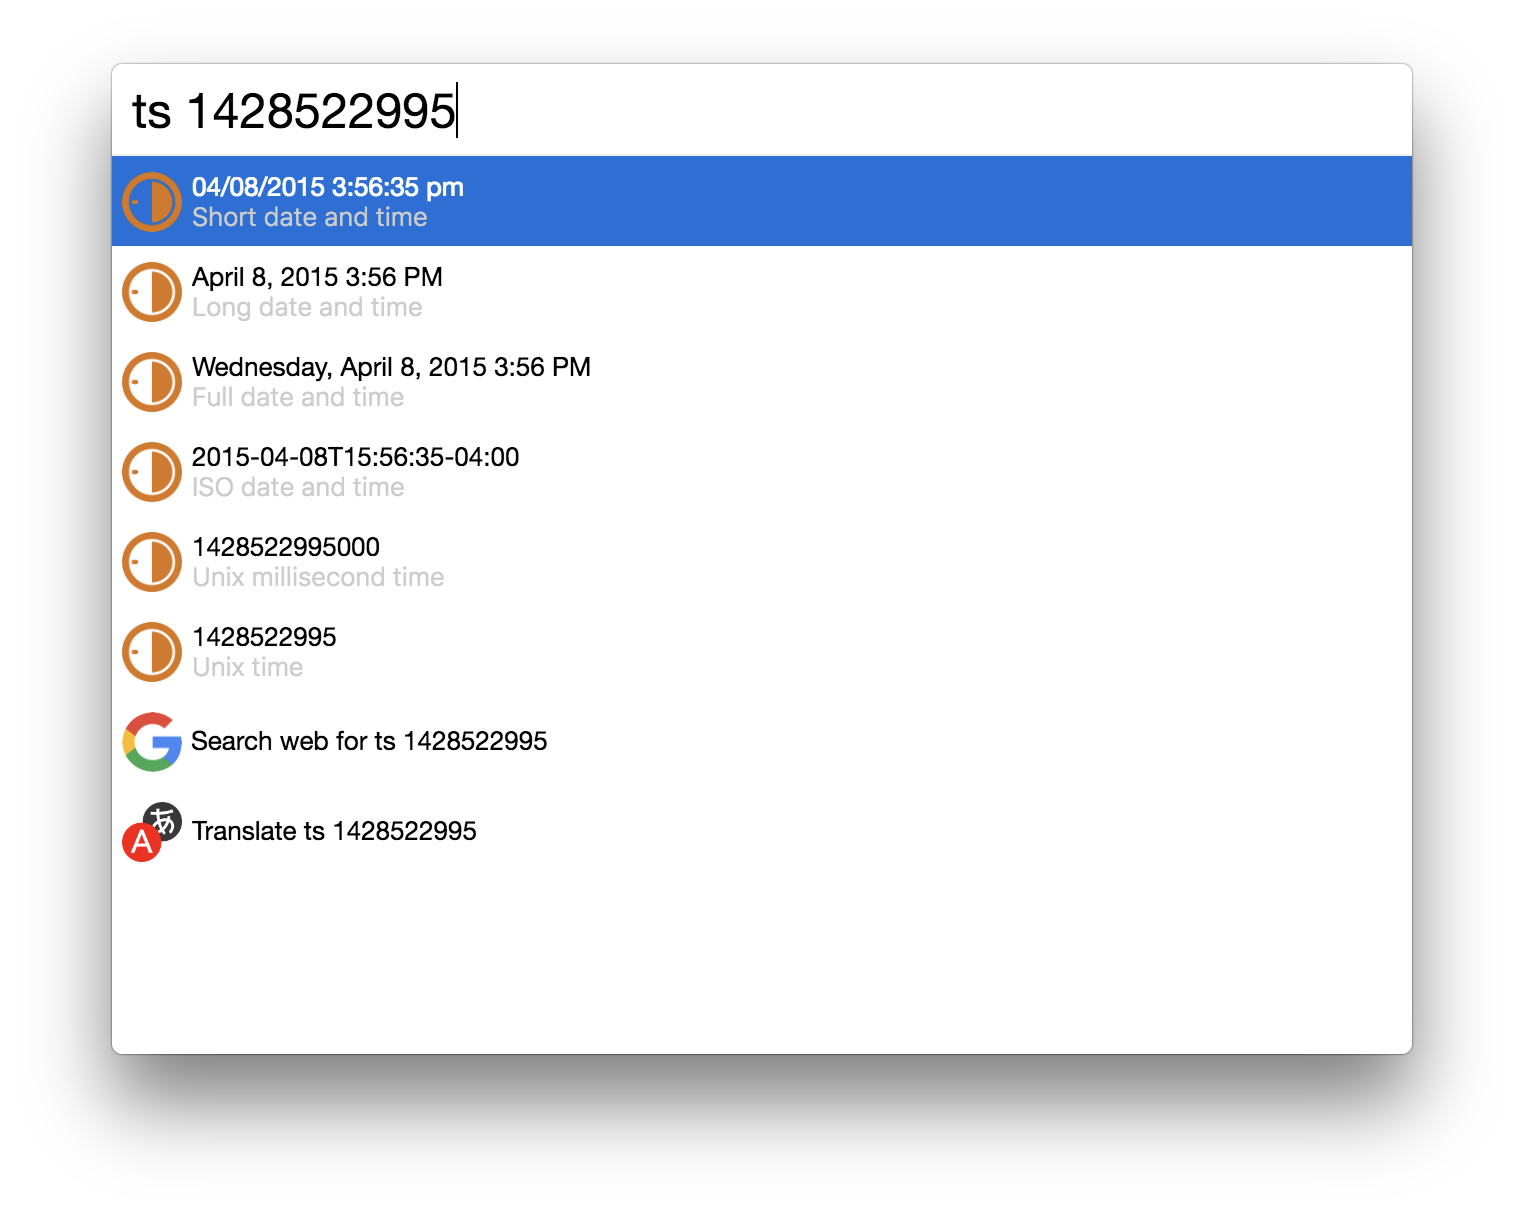 ts 1428522995
04/08/2015 3:56:35 pm
Short date and time
April 8, 2015 3:56 PM
Long date and time
Wednesday, April 8, 2015 3:56 PM
Full date and time
2015-04-08T15:56:35-04:00
ISO date and time
1428522995000
Unix millisecond time
1428522995
Unix time
G
Search web for ts 1428522995
あ
A
Translate ts 1428522995